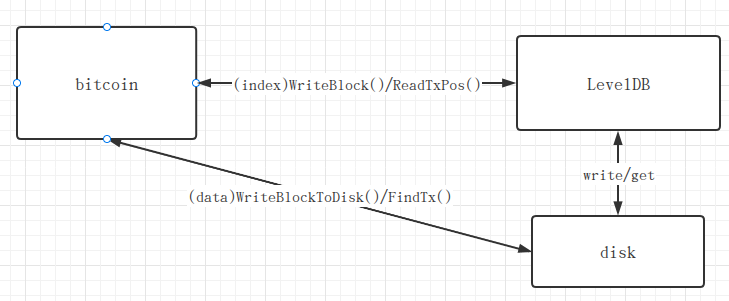 bitcoin
(index)WriteBlock()/ReadTxPos()
LevelDB
write/get
(data)WriteBlockToDisk()/FindTx()
disk